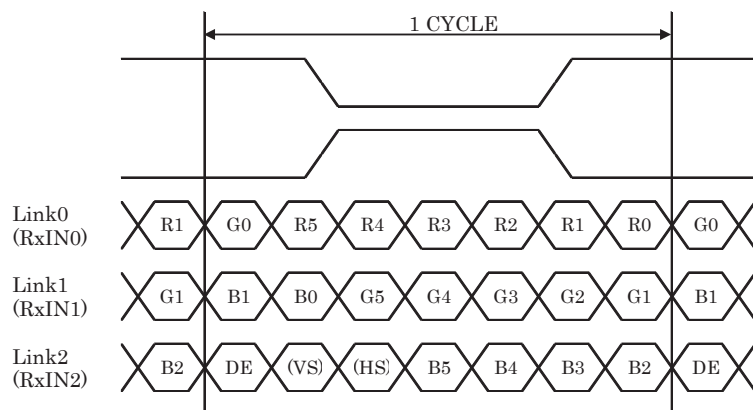 1 CYCLE
Link0
(RxIN0)
R1 G0 R5 R4 R3 R2 R1 R0 G0
Link1
(RxIN1)
G1 B1 B0 G5 G4 G3 G2 G1 B1
Link2
(RxIN2)
B2 DE (VS) (HS) B5 B4 B3 B2 DE